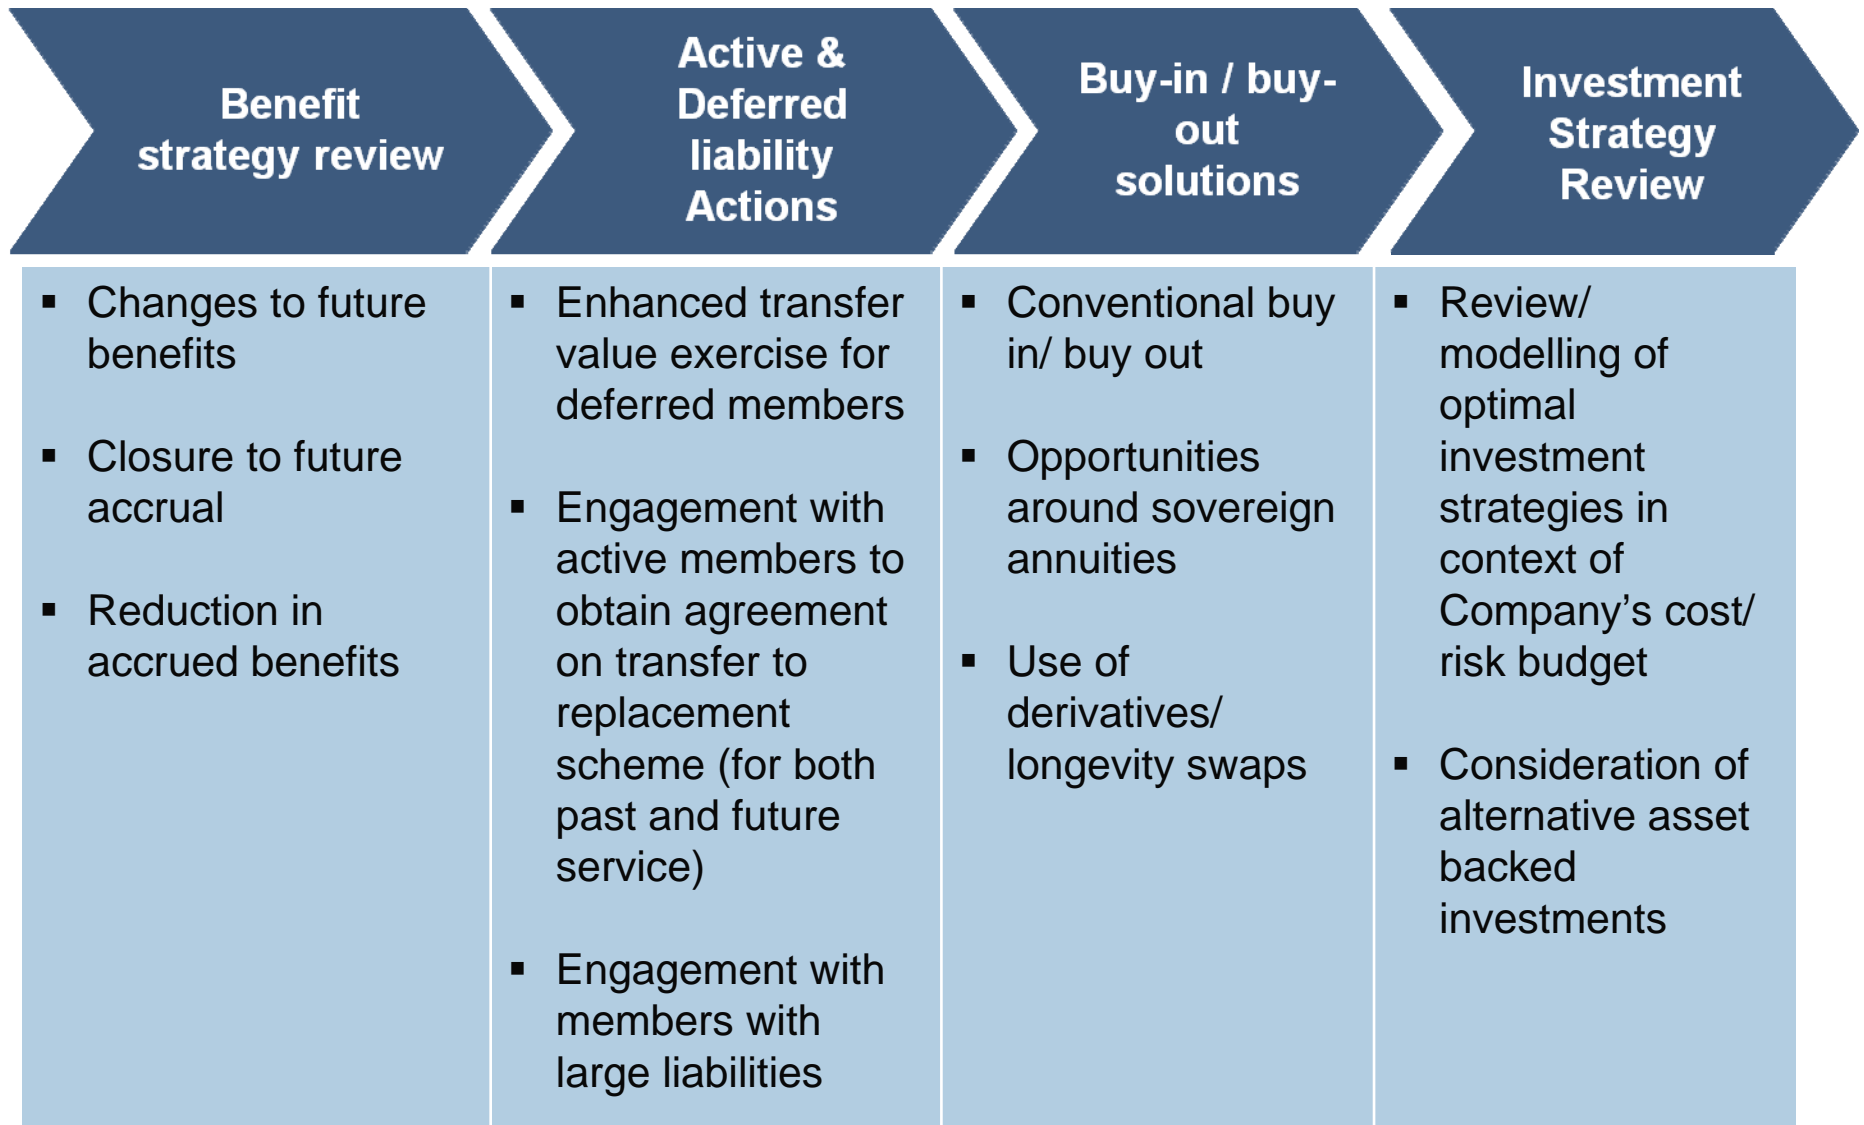 Benefit
strategy review
Active &
Deferred
liability
Actions
Buy-in / buy-
out
solutions
Investment
Strategy
Review
▪ Changes to future
benefits
▪ Closure to future
accrual
▪ Reduction in
accrued benefits
▪ Enhanced transfer
value exercise for
deferred members
▪ Engagement with
active members to
obtain agreement
on transfer to
replacement
scheme (for both
past and future
service)
▪ Engagement with
members with
large liabilities
▪ Conventional buy
in/ buy out
▪ Opportunities
around sovereign
annuities
▪ Use of
derivatives/
longevity swaps
▪ Review/
modelling of
optimal
investment
strategies in
context of
Company’s cost/
risk budget
▪ Consideration of
alternative asset
backed
investments